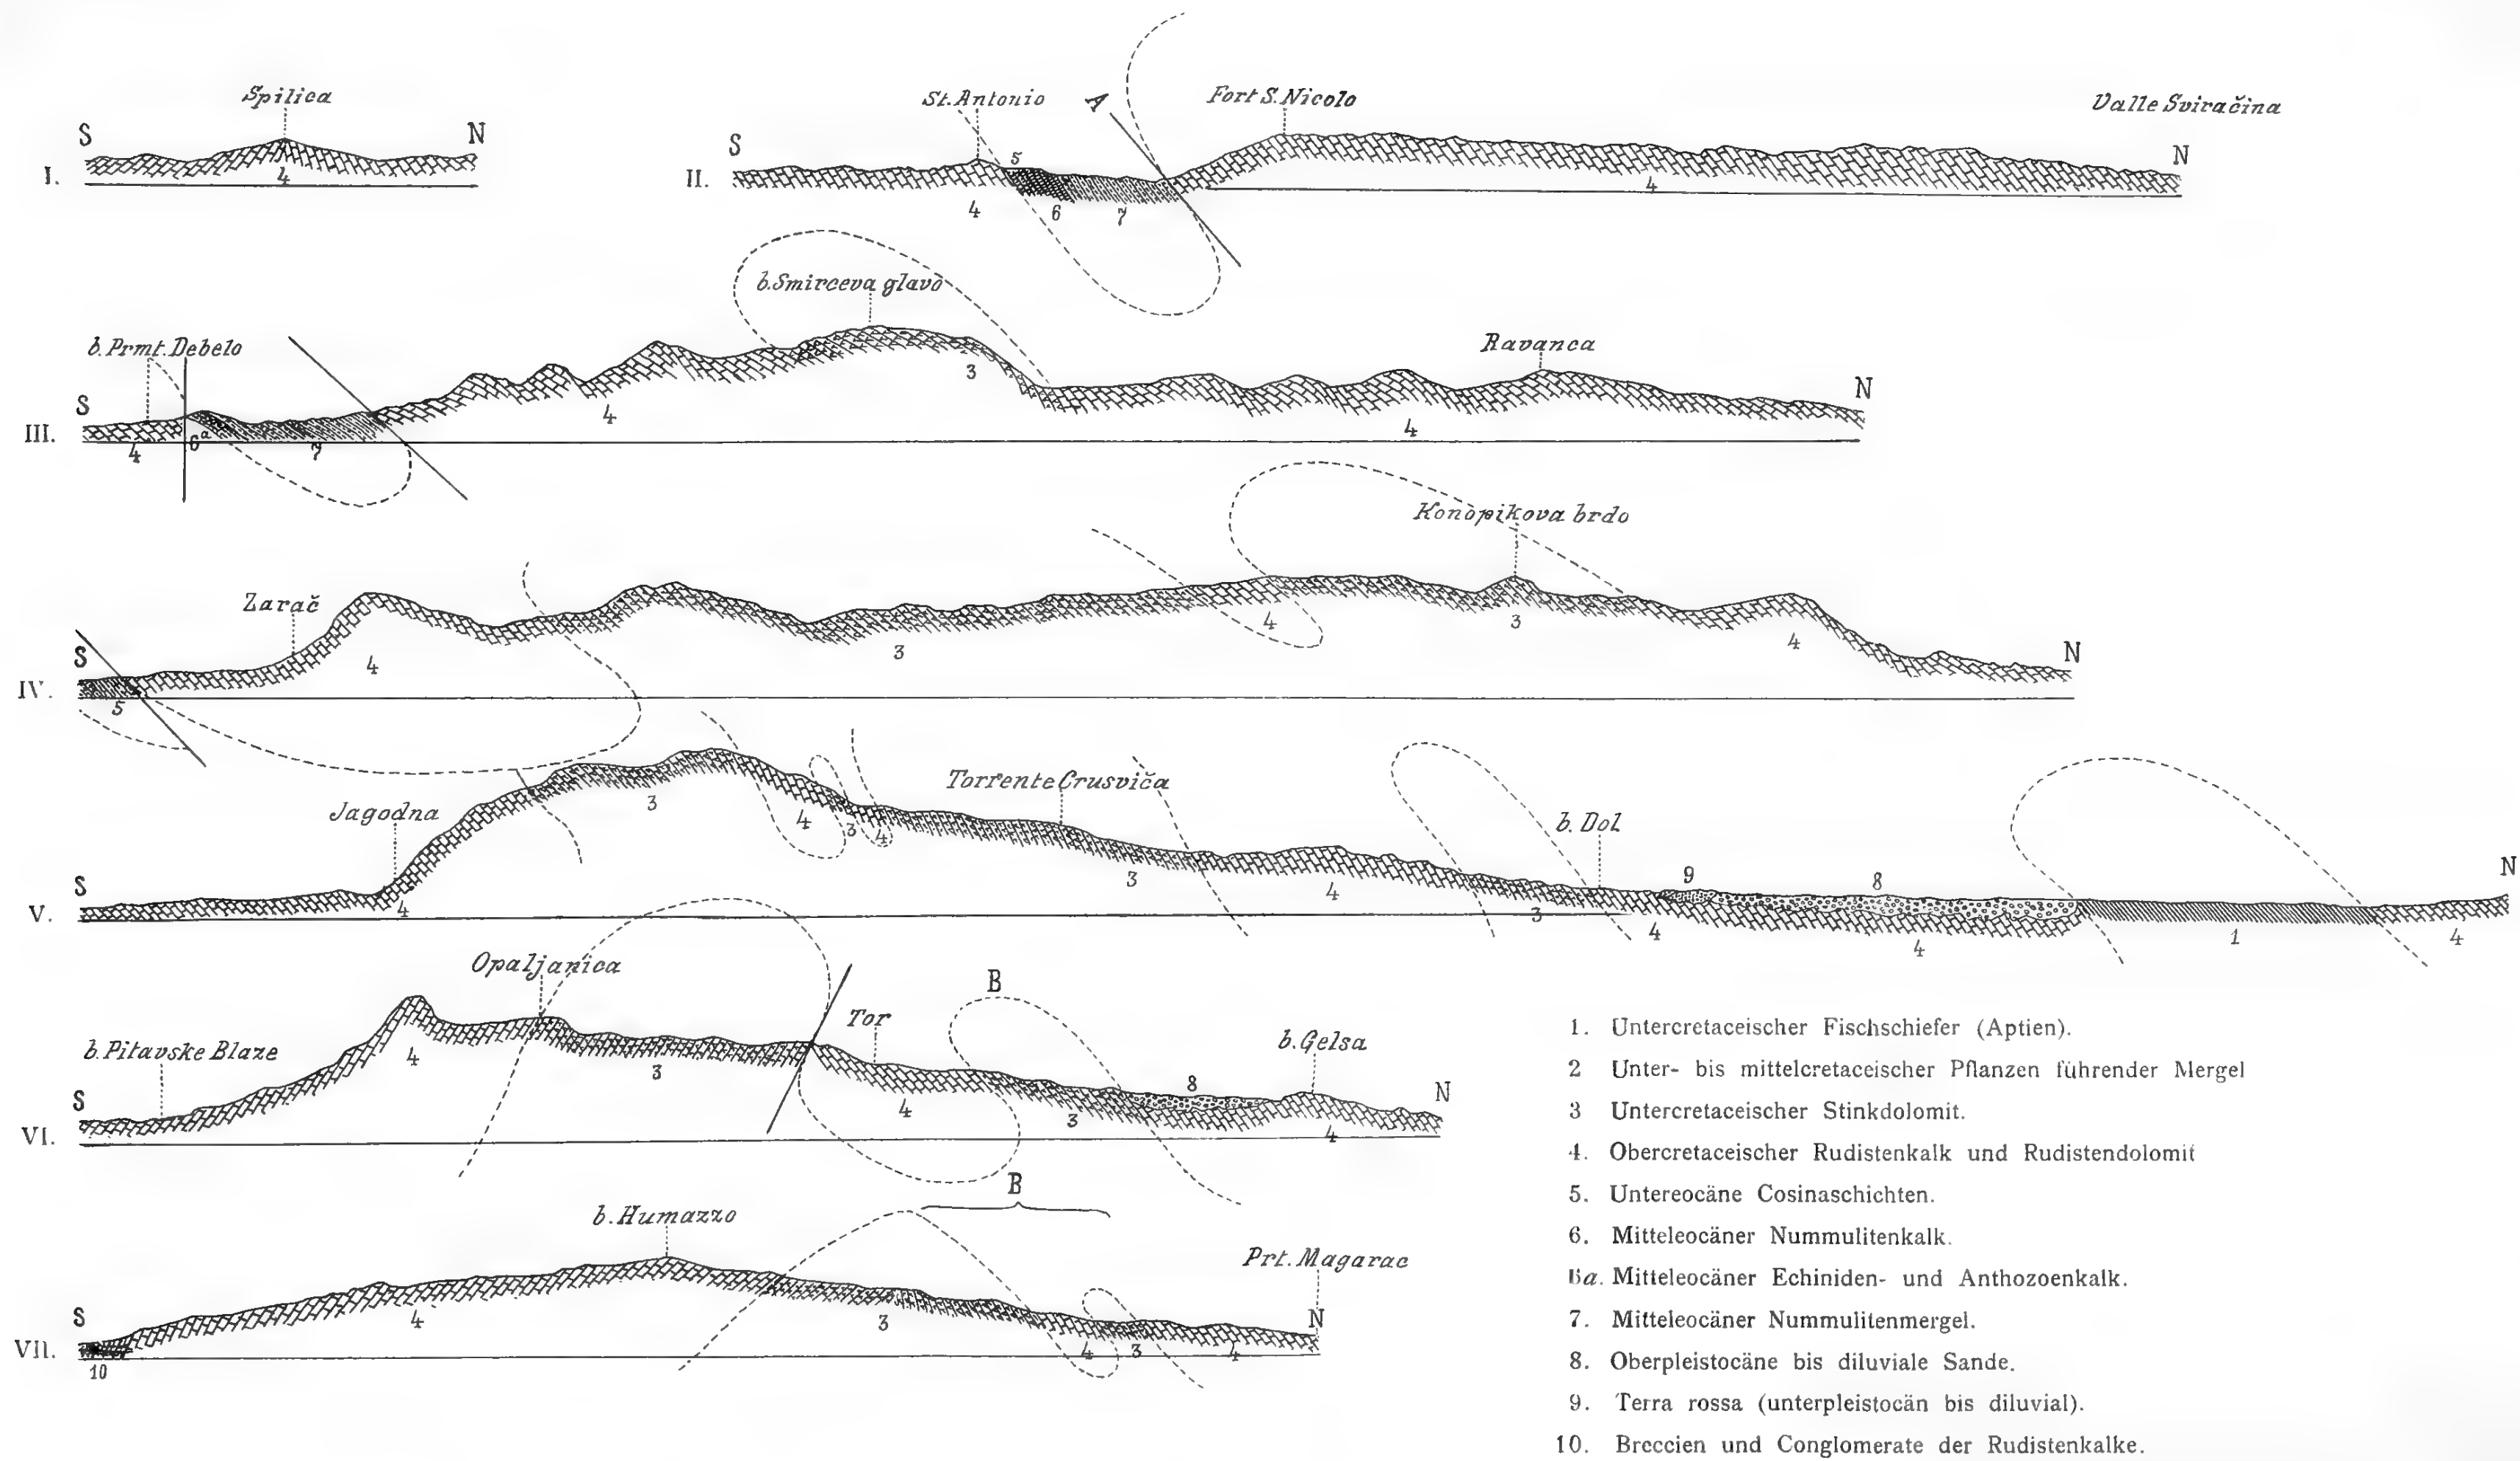 Spilica
S N
I.
4
St. Antonio A Fort S. Nicolo Valle Sviračina
S N
II.
5
4 6 7 4
b. Smirceva glavo
b. Prmt. Debelo Ravanca
S N
III.
4 6a 7 4 3 4
Konopikova brdo
Zarač
S N
IV.
5 4 3 4 3 4
Jagodna Torrente Crusviča b. Dol
S N
V.
9 8
4 3 4 3 4 3 4 3 4 4 1 4
Opaljanica B
b. Pitavske Blaze Tor b. Gelsa
S N
VI.
8
4 3 4 3 4
B
b. Humazzo Prt. Magarac
S N
VII.
10 4 3 4 3 4
1. Untercretaceischer Fischschiefer (Aptien).
2 Unter- bis mittelcretaceischer Pflanzen führender Mergel
3 Untercretaceischer Stinkdolomit.
4. Obercretaceischer Rudistenkalk und Rudistendolomit
5. Untereocäne Cosinaschichten.
6. Mitteleocäner Nummulitenkalk.
6a. Mitteleocäner Echiniden- und Anthozoenkalk.
7. Mitteleocäner Nummulitenmergel.
8. Oberpleistocäne bis diluviale Sande.
9. Terra rossa (unterpleistocän bis diluvial).
10. Breccien und Conglomerate der Rudistenkalke.